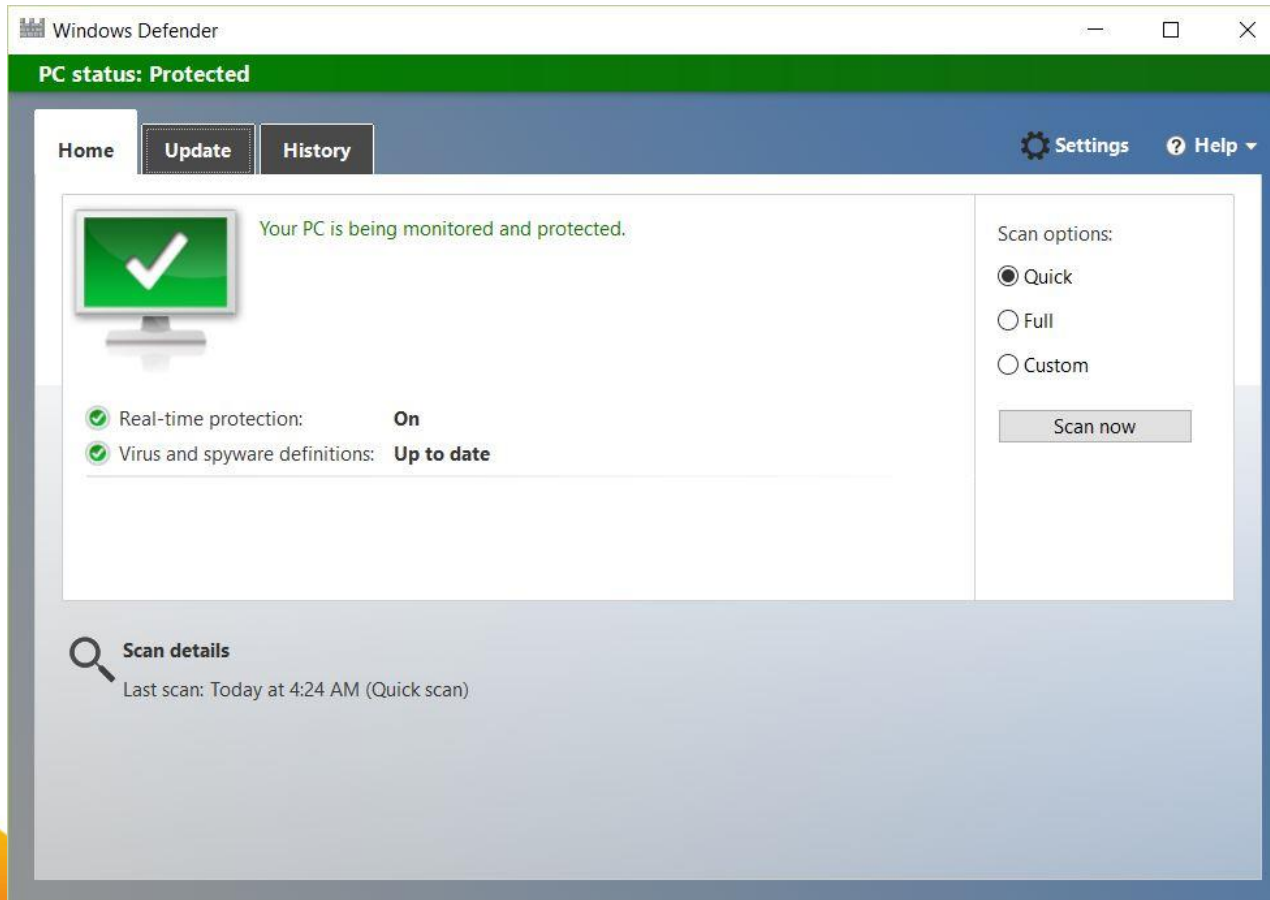 Windows Defender
PC status: Protected
Home Update History Settings Help
Your PC is being monitored and protected.
Scan options:
Quick
Full
Custom
Real-time protection: On
Scan now
Virus and spyware definitions: Up to date
Scan details
Last scan: Today at 4:24 AM (Quick scan)